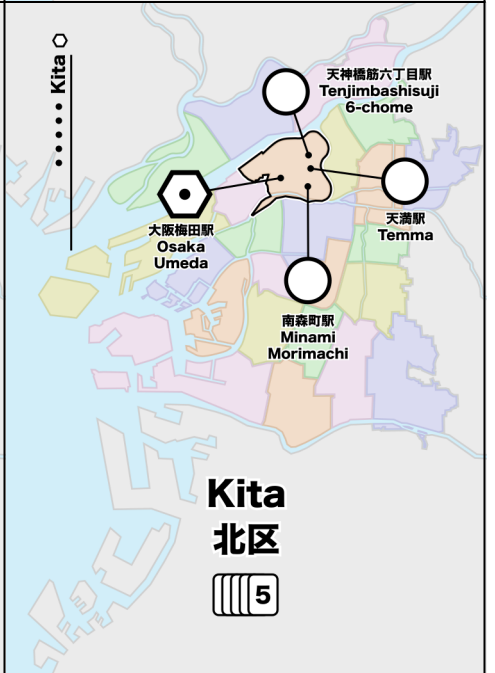 Kita
天神橋筋六丁目駅
Tenjimbashisuji
6-chome
大阪梅田駅
Osaka
Umeda
天満駅
Temma
南森町駅
Minami
Morimachi
Kita
北区
5